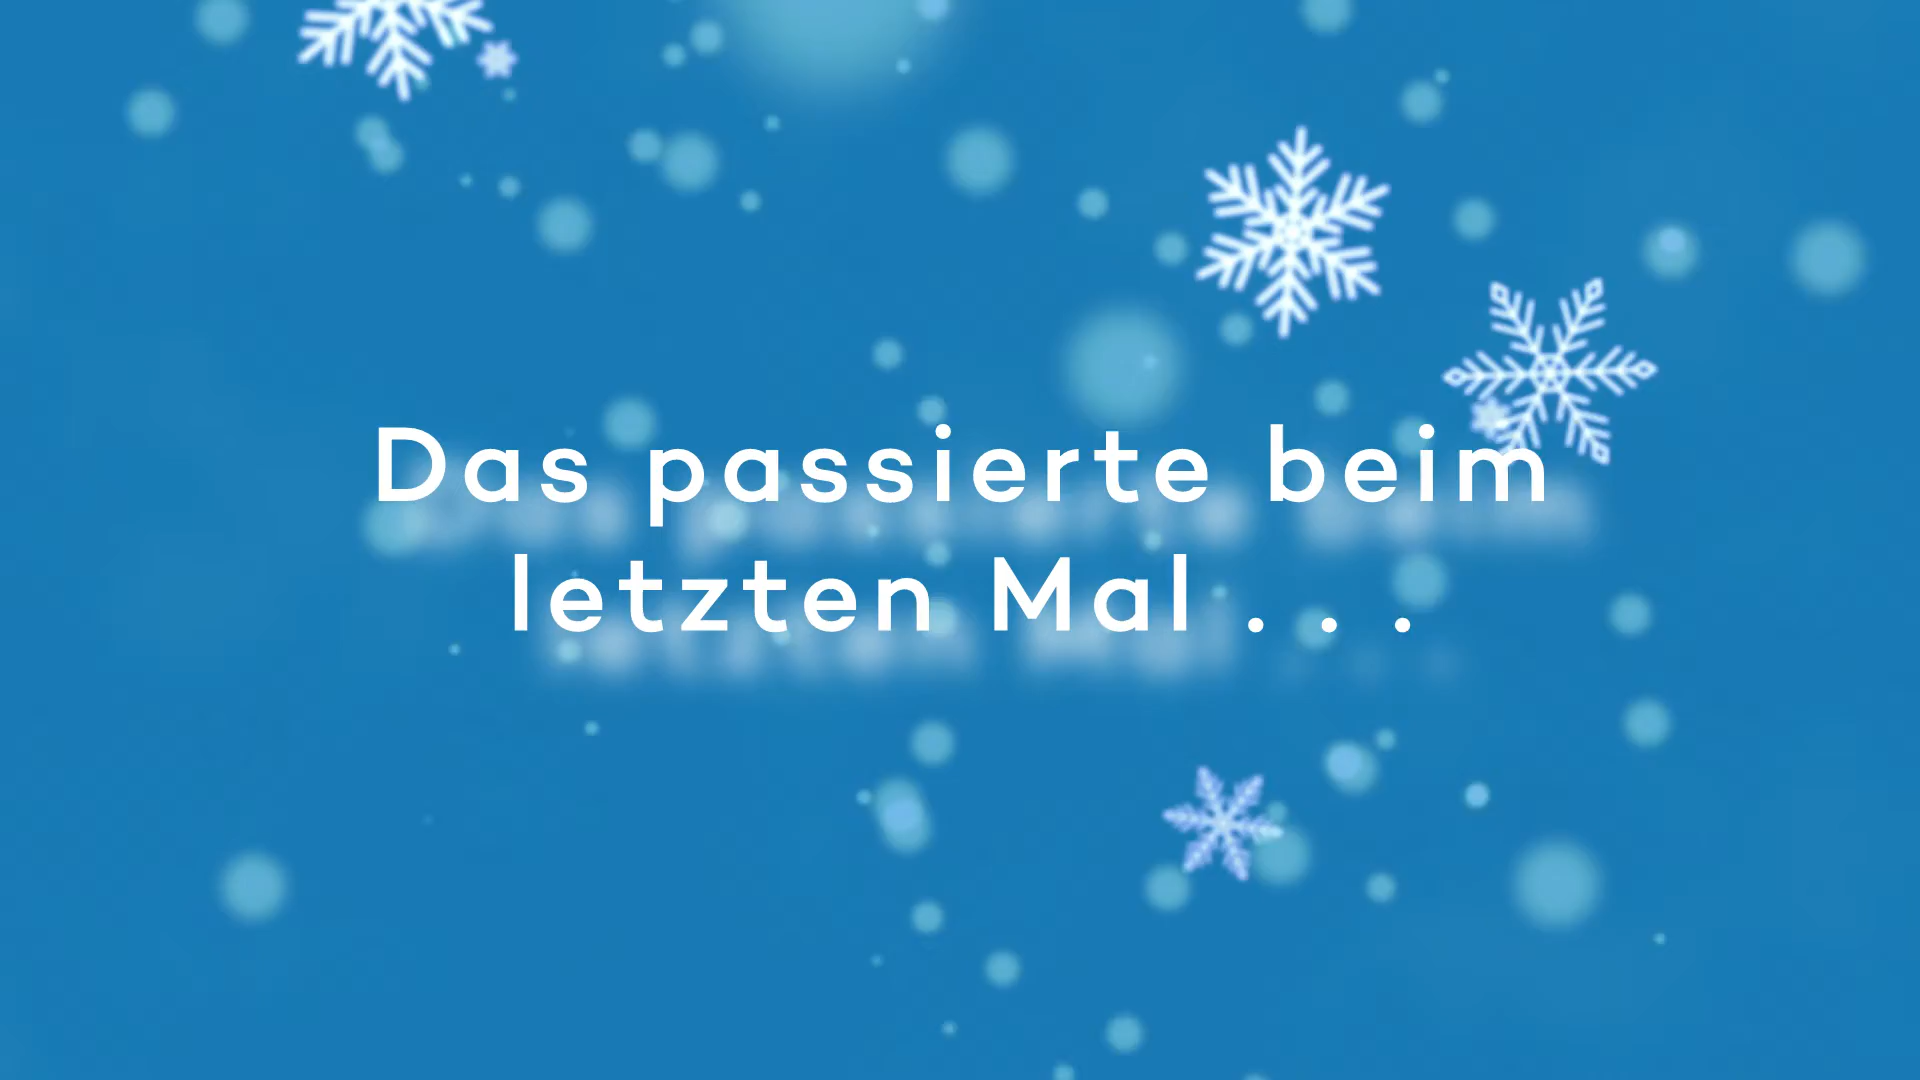 Das passierte beim
letzten Mal . . .